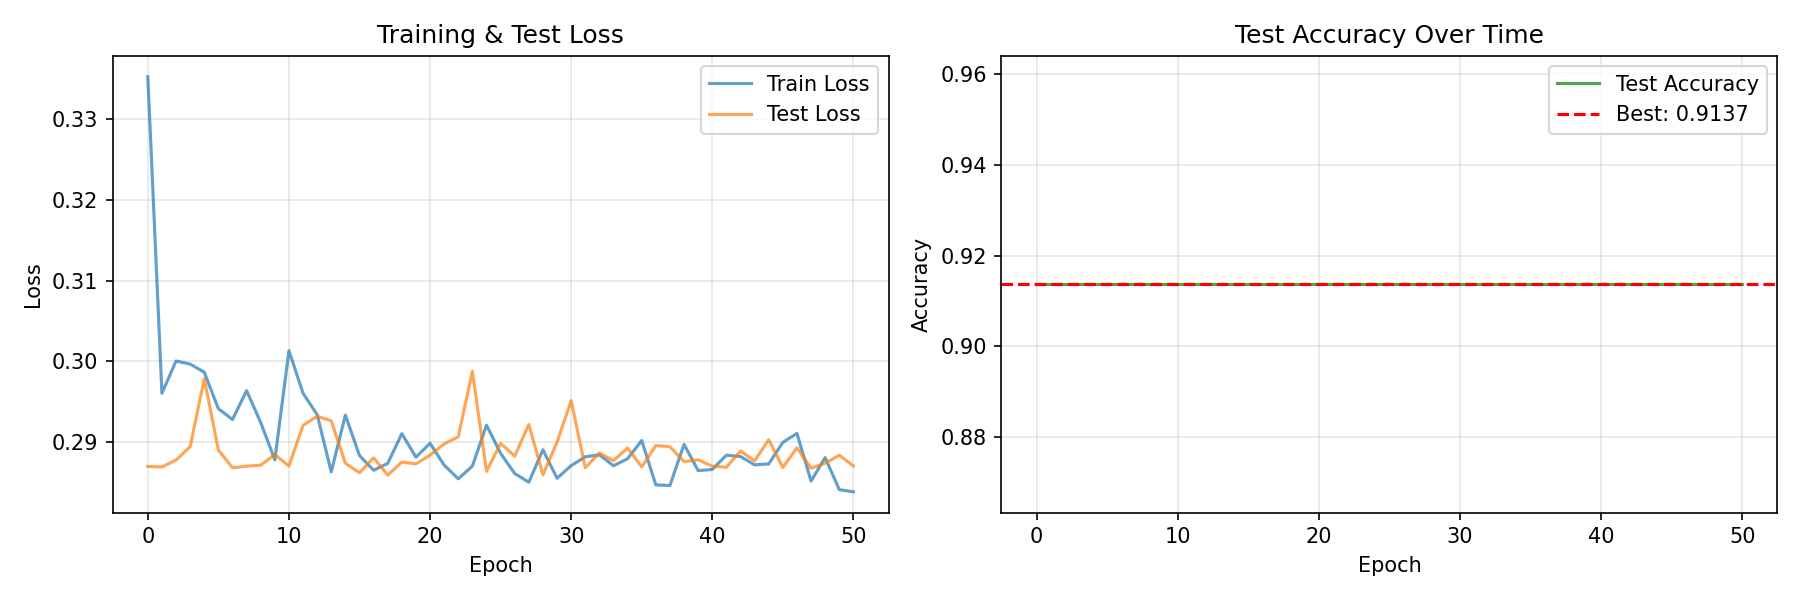 Training & Test Loss
Train Loss
Test Loss
0.33
0.32
0.31
0.30
0.29
Loss
0 10 20 30 40 50
Epoch
Test Accuracy Over Time
Test Accuracy
Best: 0.9137
0.96
0.94
0.92
0.90
0.88
Accuracy
0 10 20 30 40 50
Epoch